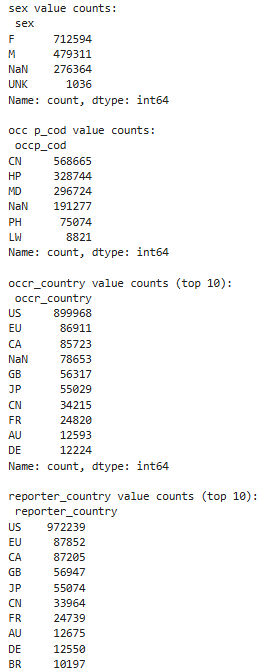 sex value counts:
sex
F 712594
M 479311
NaN 276364
UNK 1036
Name: count, dtype: int64
occ p_cod value counts:
occp_cod
CN 568665
HP 328744
MD 296724
NaN 191277
PH 75074
LW 8821
Name: count, dtype: int64
occr_country value counts (top 10):
occr_country
US 899968
EU 86911
CA 85723
NaN 78653
GB 56317
JP 55029
CN 34215
FR 24820
AU 12593
DE 12224
Name: count, dtype: int64
reporter_country value counts (top 10):
reporter_country
US 972239
EU 87852
CA 87205
GB 56947
JP 55074
CN 33964
FR 24739
AU 12675
DE 12550
BR 10197